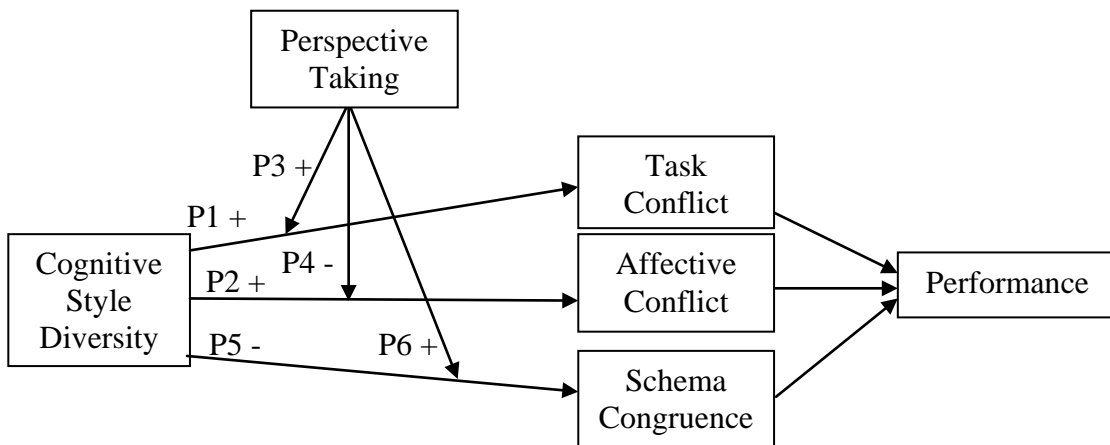 Perspective
Taking
P3 +
Task
Conflict
P1 +
Cognitive
Style
Diversity
P4 -
P2 +
Affective
Conflict
Performance
P5 -
P6 +
Schema
Congruence